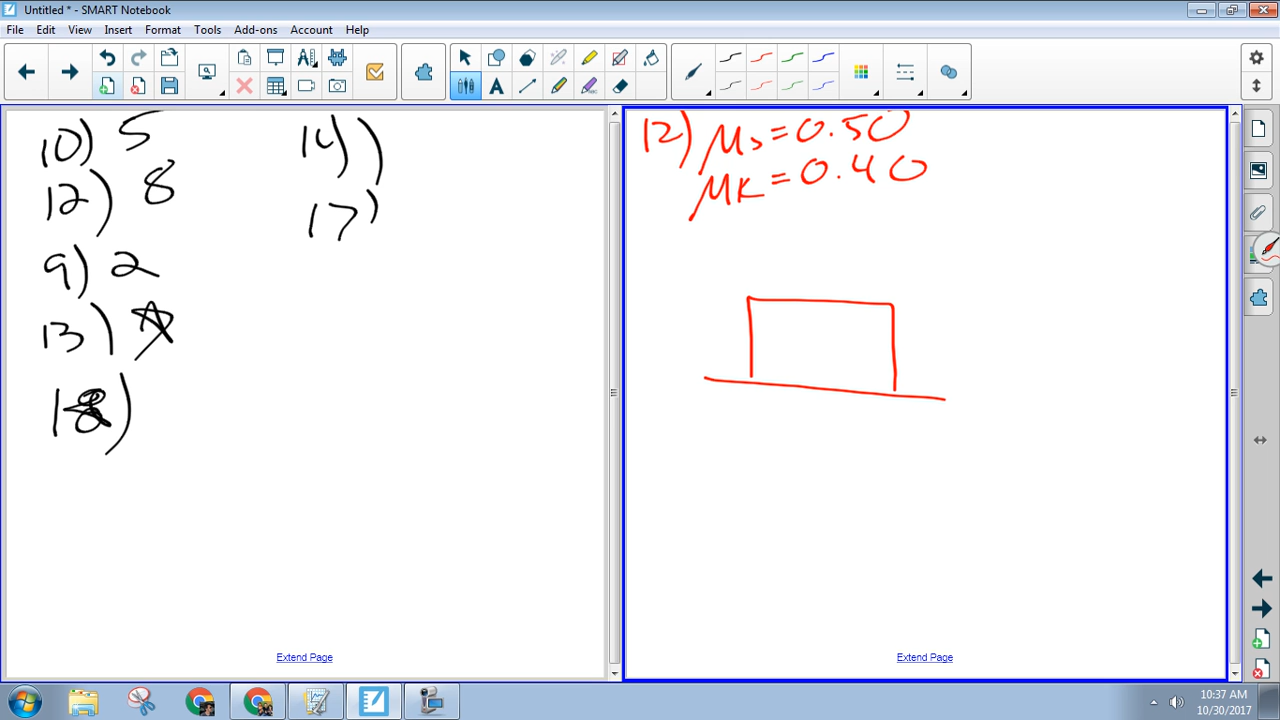 Untitled * - SMART Notebook
File Edit View Insert Format Tools Add-ons Account Help
10) 5
12) 8
9) 2
13)
18)
14) )
17)
Extend Page
12) μs = 0.50
μk = 0.40
Extend Page
10:37 AM
10/30/2017